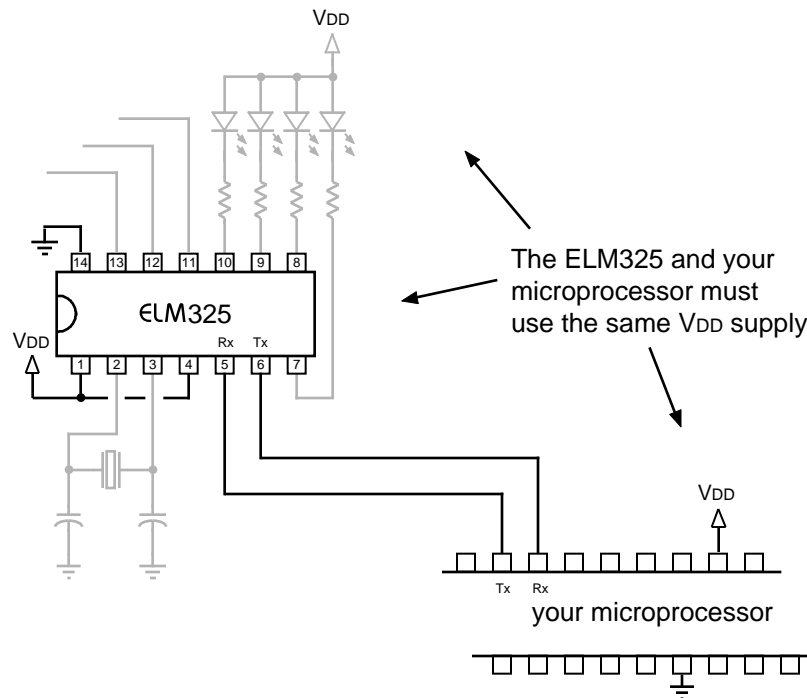 VDD
14 13 12 11 10 9 8
The ELM325 and your
microprocessor must
use the same VDD supply
ELM325
VDD
Rx Tx
1 2 3 4 5 6 7
VDD
Tx Rx
your microprocessor